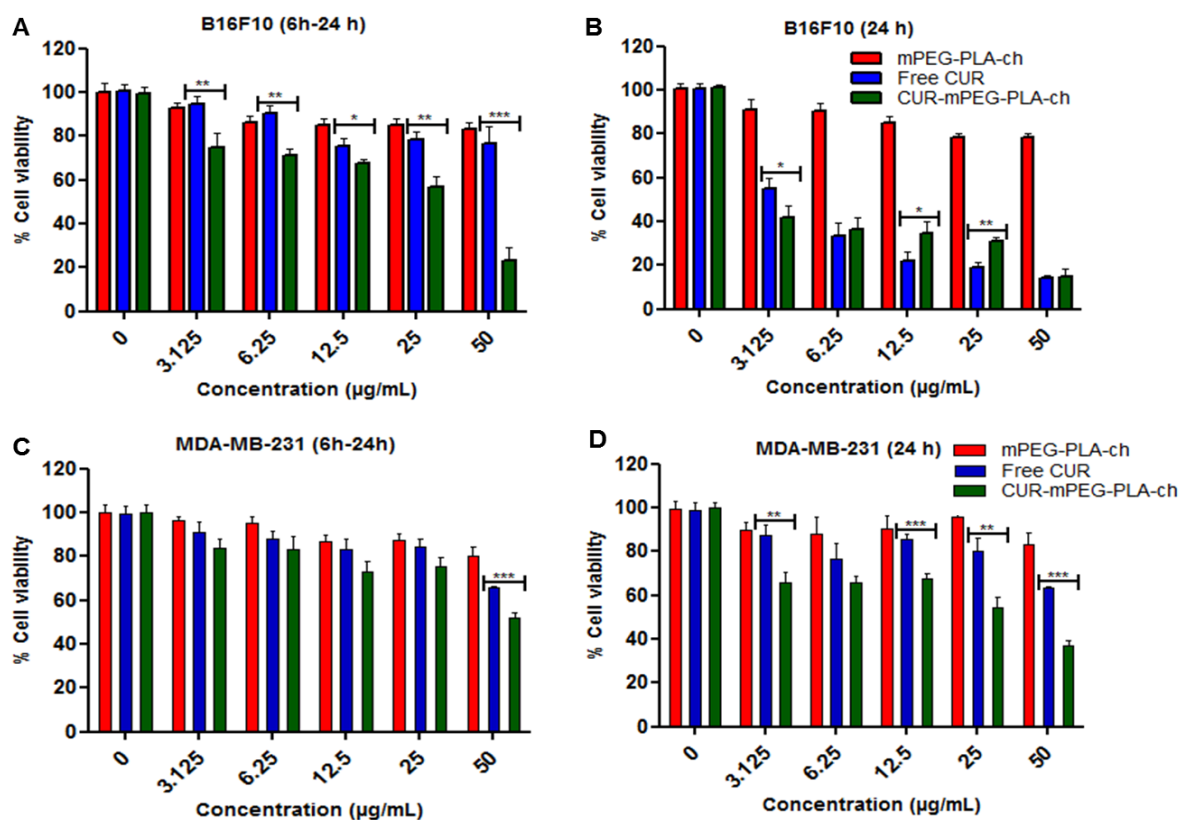 A
B16F10 (6h-24 h)
% Cell viability
120
100
80
60
40
20
0
**
**
*
**
***
0
3.125
6.25
12.5
25
50
Concentration (µg/mL)
B
B16F10 (24 h)
mPEG-PLA-ch
Free CUR
CUR-mPEG-PLA-ch
% Cell viability
120
100
80
60
40
20
0
*
*
**
0
3.125
6.25
12.5
25
50
Concentration (µg/mL)
C
MDA-MB-231 (6h-24h)
% Cell viability
120
100
80
60
40
20
0
***
0
3.125
6.25
12.5
25
50
Concentration (µg/mL)
D
MDA-MB-231 (24 h)
mPEG-PLA-ch
Free CUR
CUR-mPEG-PLA-ch
% Cell viability
120
100
80
60
40
20
0
**
***
**
***
0
3.125
6.25
12.5
25
50
Concentration (µg/mL)